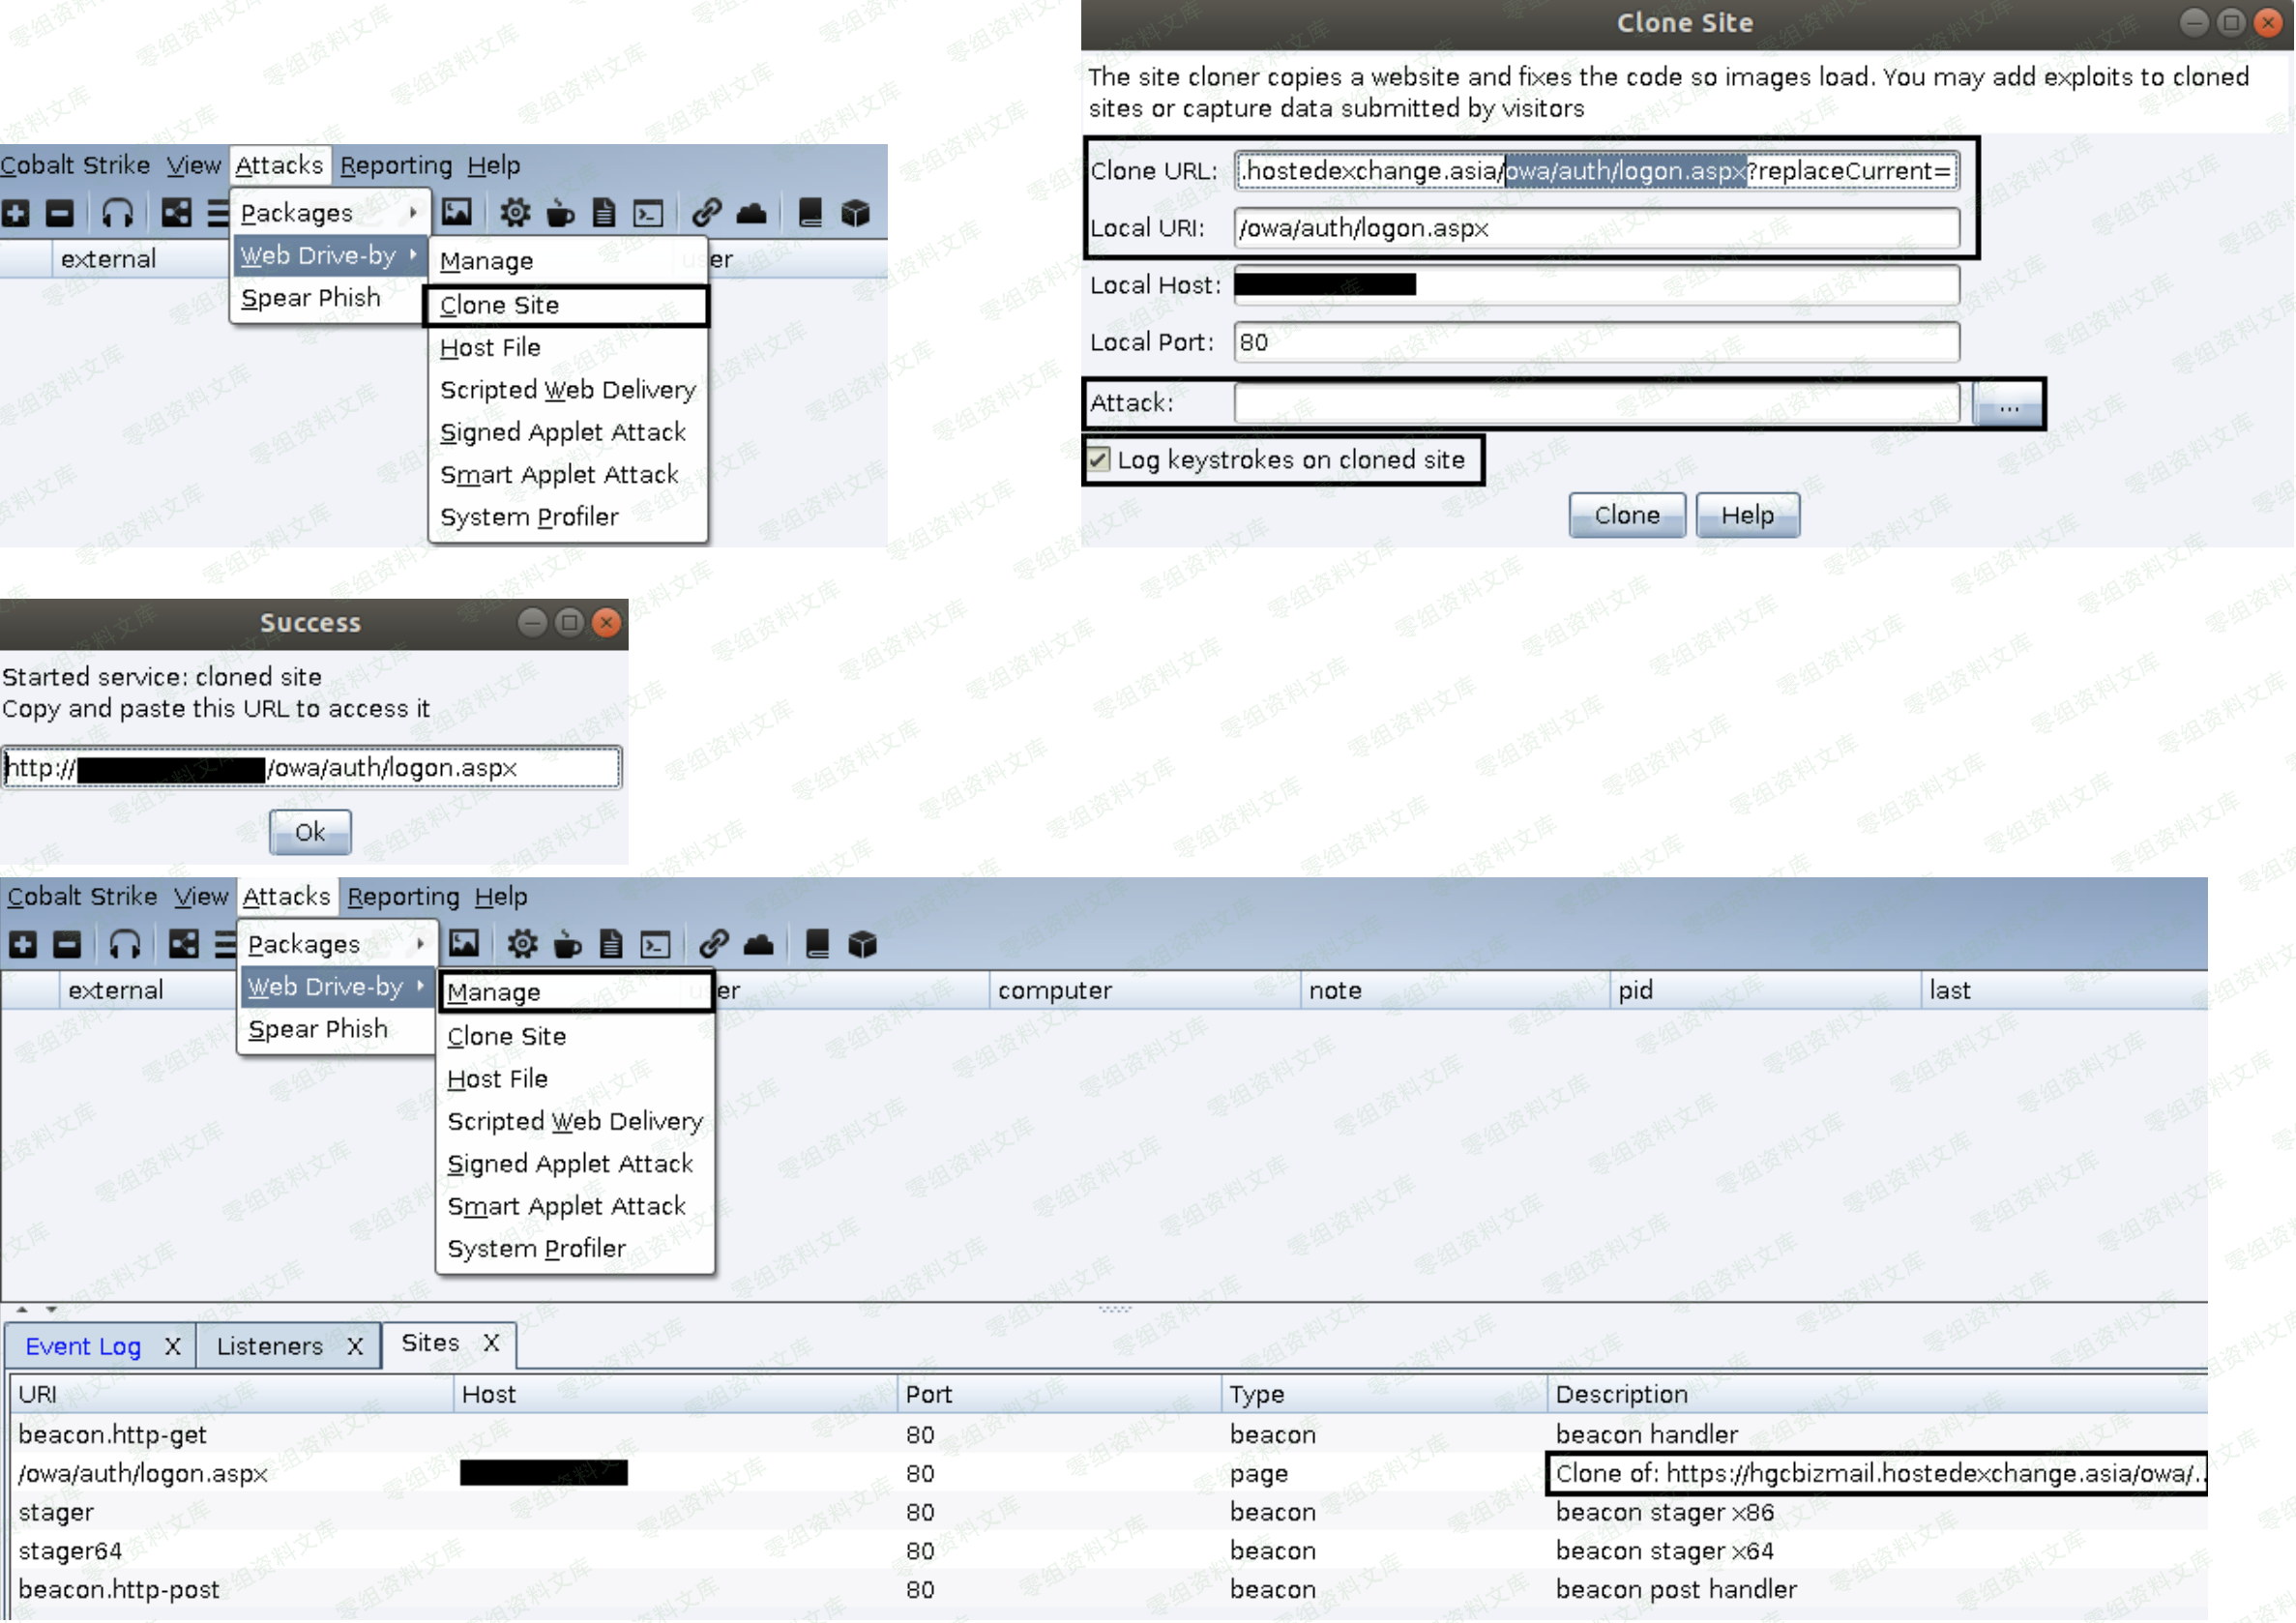 Clone Site
The site cloner copies a website and fixes the code so images load. You may add exploits to cloned
sites or capture data submitted by visitors
Clone URL: .hostedexchange.asia/owa/auth/logon.aspx?replaceCurrent=
Local URI: /owa/auth/logon.aspx
Local Host:
Local Port: 80
Attack: ...
Log keystrokes on cloned site
Clone Help
Cobalt Strike View Attacks Reporting Help
Packages
external Web Drive-by Manage er
Spear Phish Clone Site
Host File
Scripted Web Delivery
Signed Applet Attack
Smart Applet Attack
System Profiler
Success
Started service: cloned site
Copy and paste this URL to access it
http:// /owa/auth/logon.aspx
Ok
Cobalt Strike View Attacks Reporting Help
Packages
external Web Drive-by Manage er computer note pid last
Spear Phish Clone Site
Host File
Scripted Web Delivery
Signed Applet Attack
Smart Applet Attack
System Profiler
Event Log X Listeners X Sites X
URI Host Port Type Description
beacon.http-get 80 beacon beacon handler
/owa/auth/logon.aspx 80 page Clone of: https://hgcbizmail.hostedexchange.asia/owa/..
stager 80 beacon beacon stager x86
stager64 80 beacon beacon stager x64
beacon.http-post 80 beacon beacon post handler
零组资料文库